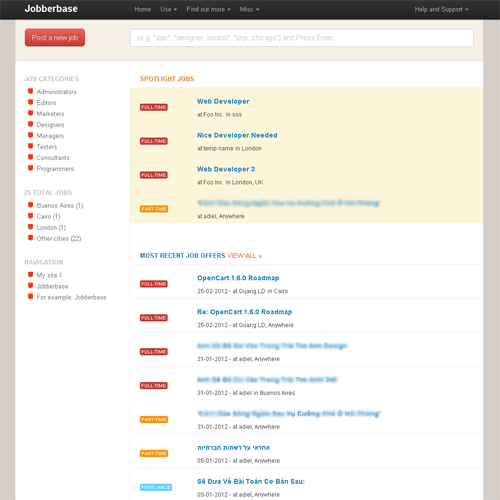 Jobberbase Home Use Find out more Misc Help and Support
Post a new job
(e.g. "ajax", "designer, london", "php, chicago") and Press Enter
JOB CATEGORIES
Administrators
Editors
Marketers
Designers
Managers
Testers
Consultants
Programmers
25 TOTAL JOBS
Buenos Aires (1)
Cairo (1)
London (1)
Other cities (22)
NAVIGATION
My site 1
Jobberbase
For example: Jobberbase
SPOTLIGHT JOBS
FULL-TIME Web Developer
at Foo Inc. in sss
FULL-TIME Nice Developer Needed
at temp name in London
FULL-TIME Web Developer 3
at Foo Inc. in London, UK
PART-TIME
at adiel, Anywhere
MOST RECENT JOB OFFERS VIEW ALL »
FULL-TIME OpenCart 1.6.0 Roadmap
25-02-2012 - at Quang LD in Cairo
FULL-TIME Re: OpenCart 1.6.0 Roadmap
25-02-2012 - at Quang LD, Anywhere
FULL-TIME
31-01-2012 - at adiel, Anywhere
FULL-TIME
31-01-2012 - at adiel in Buenos Aires
PART-TIME
31-01-2012 - at adiel, Anywhere
PART-TIME אחראי על רשתות חברתיות
05-01-2012 - at adiel, Anywhere
FREELANCE Sẽ Đưa Về Bài Toán Cơ Bản Sau:
05-01-2012 - at adiel, Anywhere